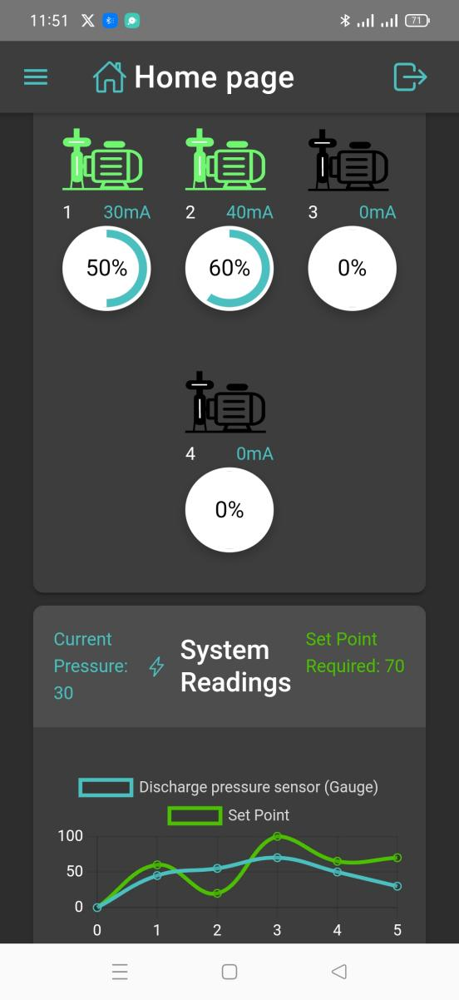 11:51
71
Home page
1 30mA
2 40mA
3 0mA
50%
60%
0%
4 0mA
0%
Current
Pressure:
30
System
Readings
Set Point
Required: 70
Discharge pressure sensor (Gauge)
Set Point
100
50
0
0 1 2 3 4 5